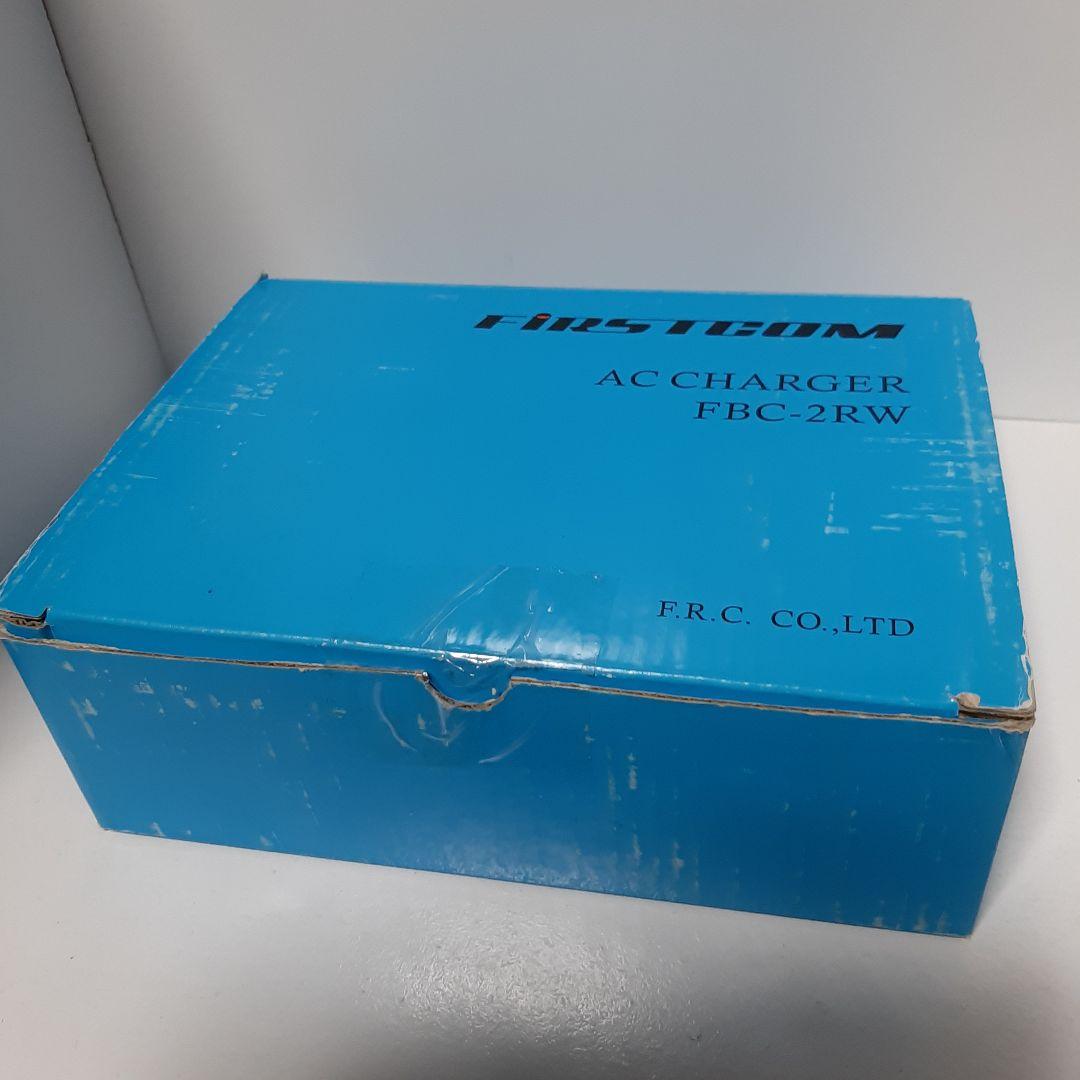 FiRSTCOM
AC CHARGER
FBC-2RW
F.R.C. CO.,LTD